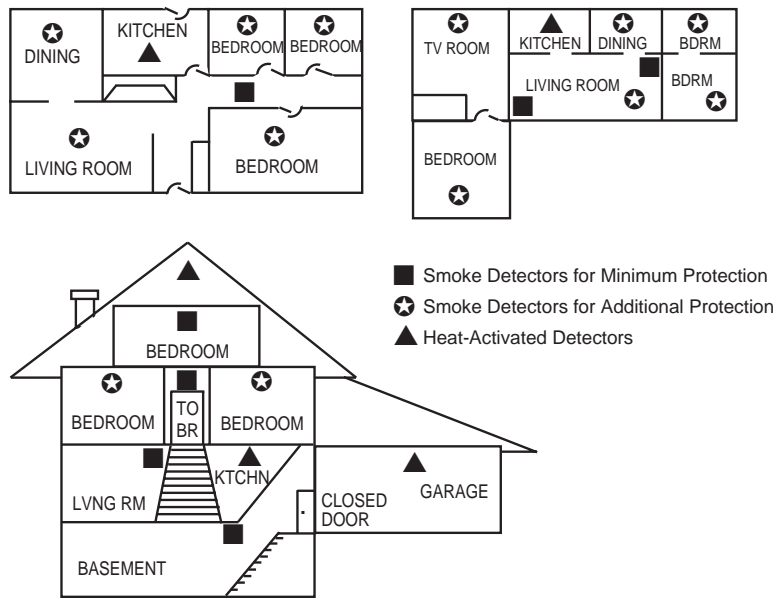 DINING
KITCHEN
BEDROOM
BEDROOM
LIVING ROOM
BEDROOM
TV ROOM
KITCHEN
DINING
BDRM
LIVING ROOM
BDRM
BEDROOM
Smoke Detectors for Minimum Protection
Smoke Detectors for Additional Protection
Heat-Activated Detectors
BEDROOM
BEDROOM
TO
BR
BEDROOM
LVNG RM
KTCHN
CLOSED
DOOR
GARAGE
BASEMENT